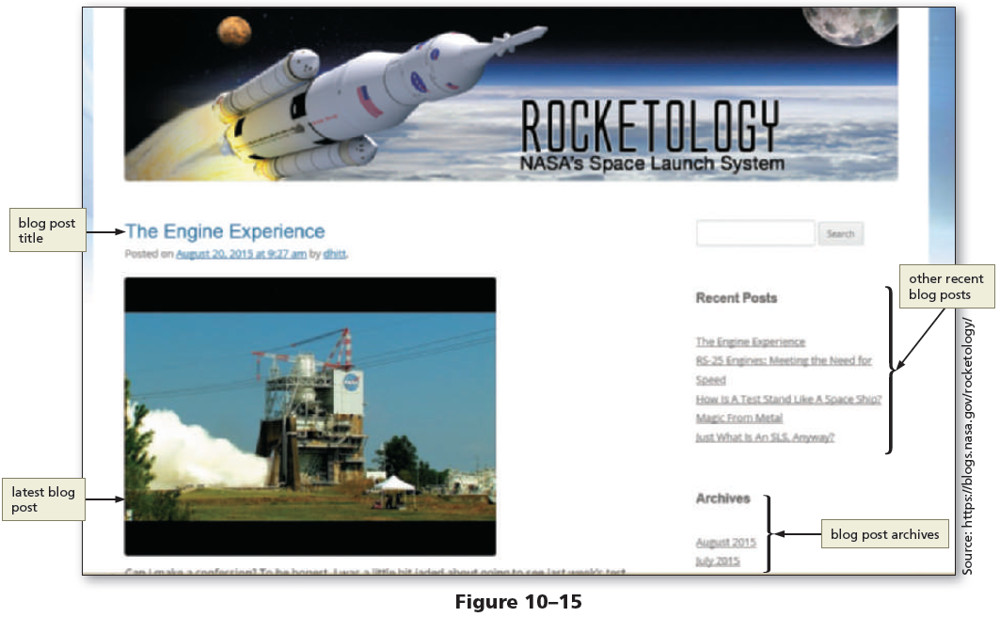 ROCKETOLOGY
NASA's Space Launch System
blog post
title
The Engine Experience
Posted on August 20, 2015 at 9:27 am by dhitt.
Search
other recent
blog posts
Recent Posts
The Engine Experience
RS-25 Engines: Meeting the Need for
Speed
How Is A Test Stand Like A Space Ship?
Magic From Metal
Just What Is An SLS, Anyway?
NASA
latest blog
post
Archives
blog post archives
August 2015
July 2015
Can I make a confession? To be honest, I was a little bit jaded about going to see last week's test
Source: https://blogs.nasa.gov/rocketology/
Figure 10–15